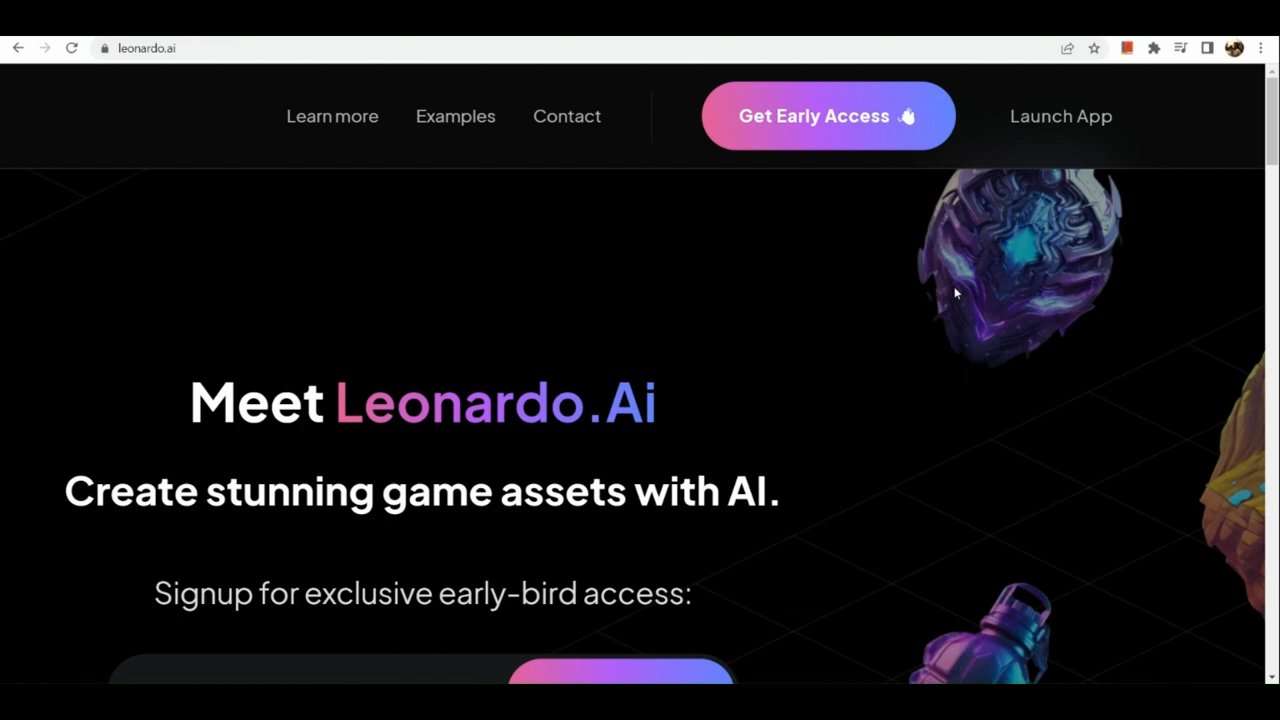 leonardo.ai
Learn more Examples Contact Get Early Access Launch App
Meet Leonardo.Ai
Create stunning game assets with AI.
Signup for exclusive early-bird access: